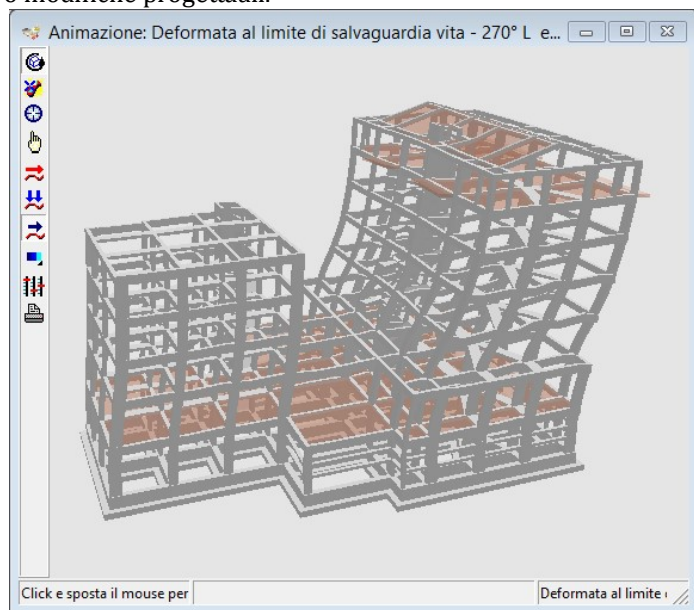 o modifiche progettuali.
Animazione: Deformata al limite di salvaguardia vita - 270° L e...
Click e sposta il mouse per
Deformata al limite